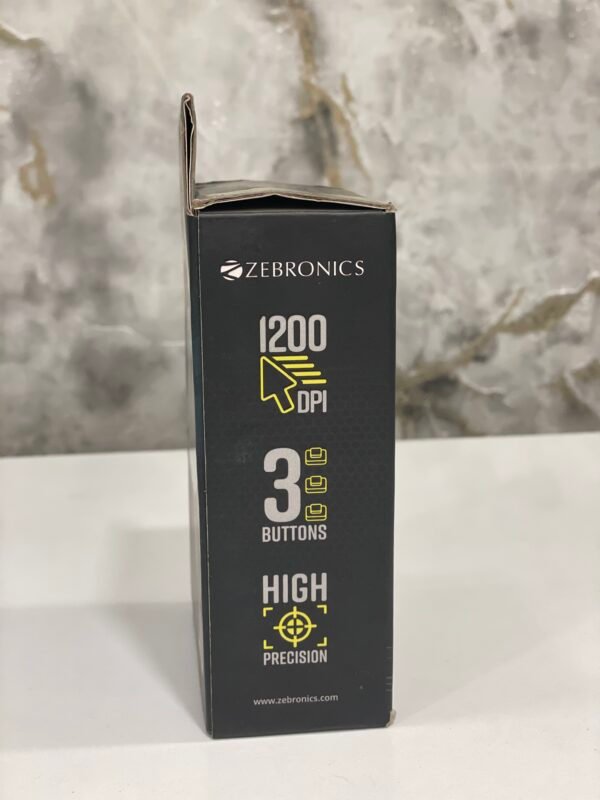 ZEBRONICS
1200
DPI
3
BUTTONS
HIGH
PRECISION
www.zebronics.com